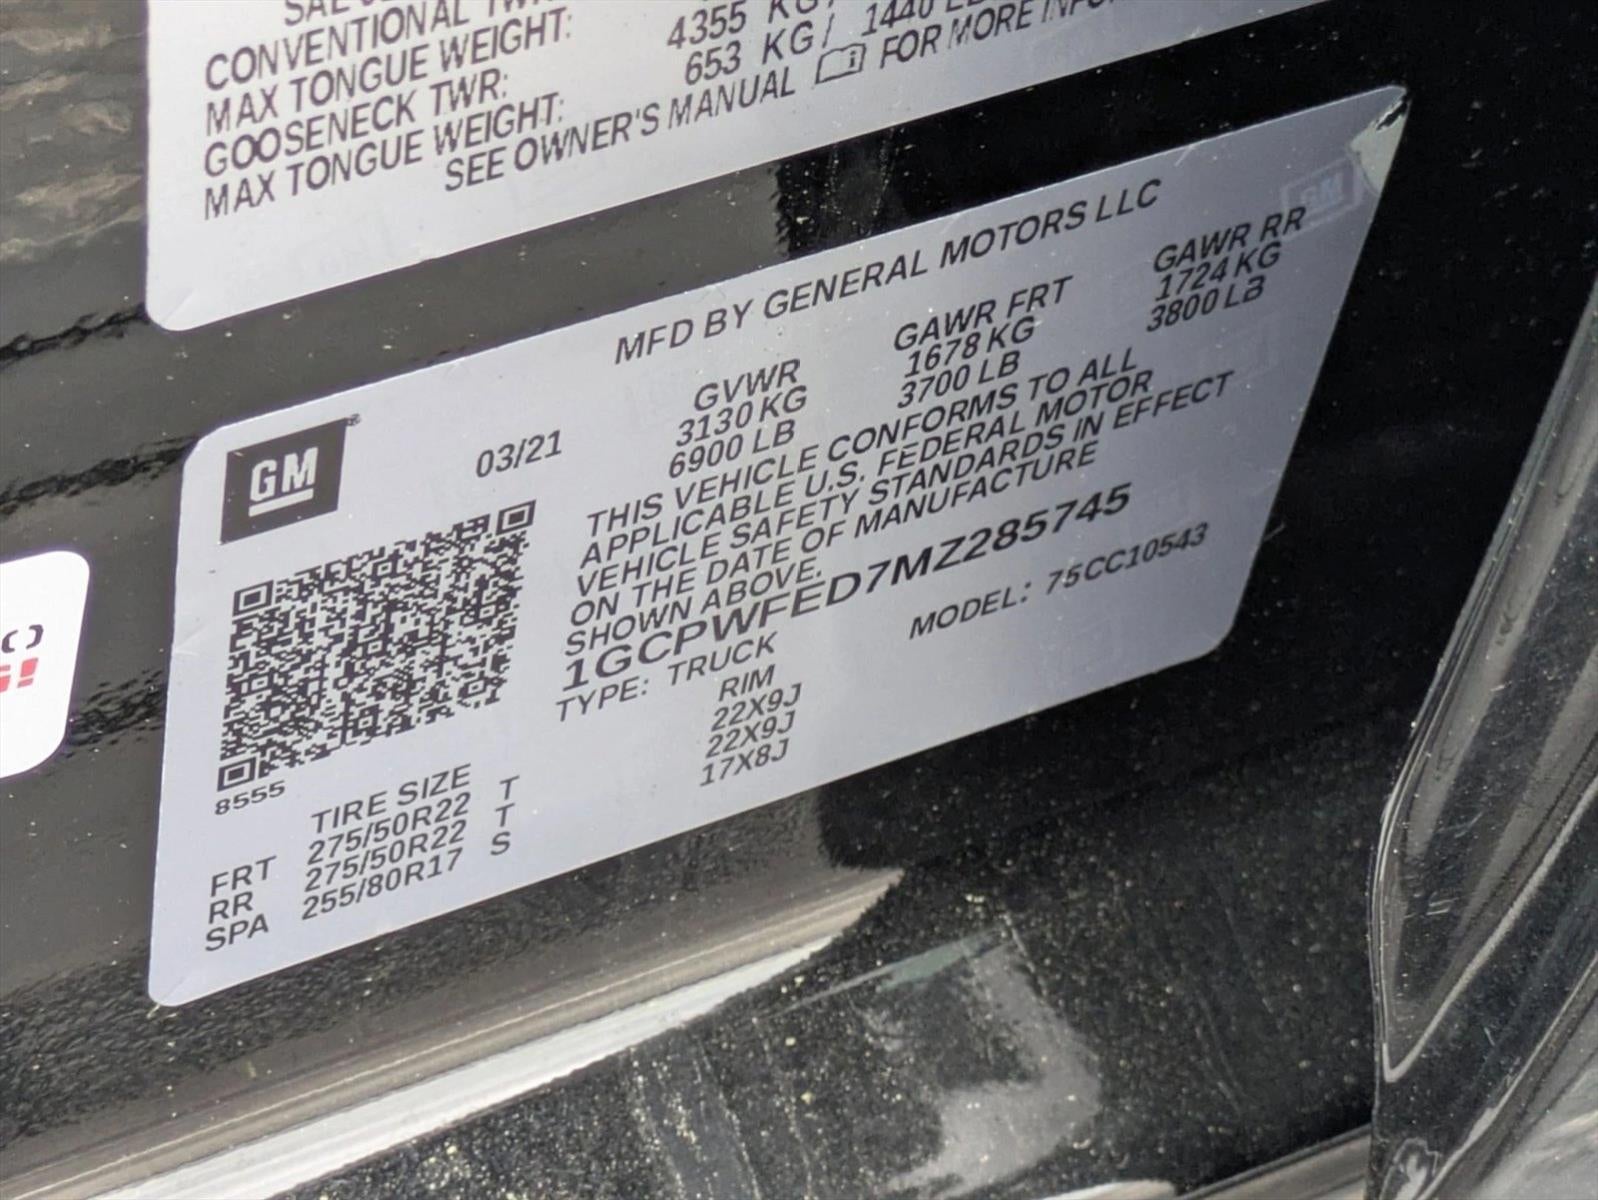 CONVENTIONAL TWR:
MAX TONGUE WEIGHT:
GOOSENECK TWR: 4355 KG/
MAX TONGUE WEIGHT: 653 KG/ 1440 LB
SEE OWNER'S MANUAL FOR MORE
MFD BY GENERAL MOTORS LLC
GM
03/21
GVWR GAWR FRT GAWR RR
3130 KG 1678 KG 1724 KG
6900 LB 3700 LB 3800 LB
THIS VEHICLE CONFORMS TO ALL
APPLICABLE U.S. FEDERAL MOTOR
VEHICLE SAFETY STANDARDS IN EFFECT
ON THE DATE OF MANUFACTURE
SHOWN ABOVE.
1GCPWFED7MZ285745
TYPE: TRUCK MODEL: 75CC10543
8555
TIRE SIZE RIM
FRT 275/50R22 T 22X9J
RR 275/50R22 T 22X9J
SPA 255/80R17 S 17X8J